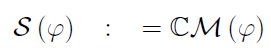 𝒮 (φ) : = ℂℳ (φ)